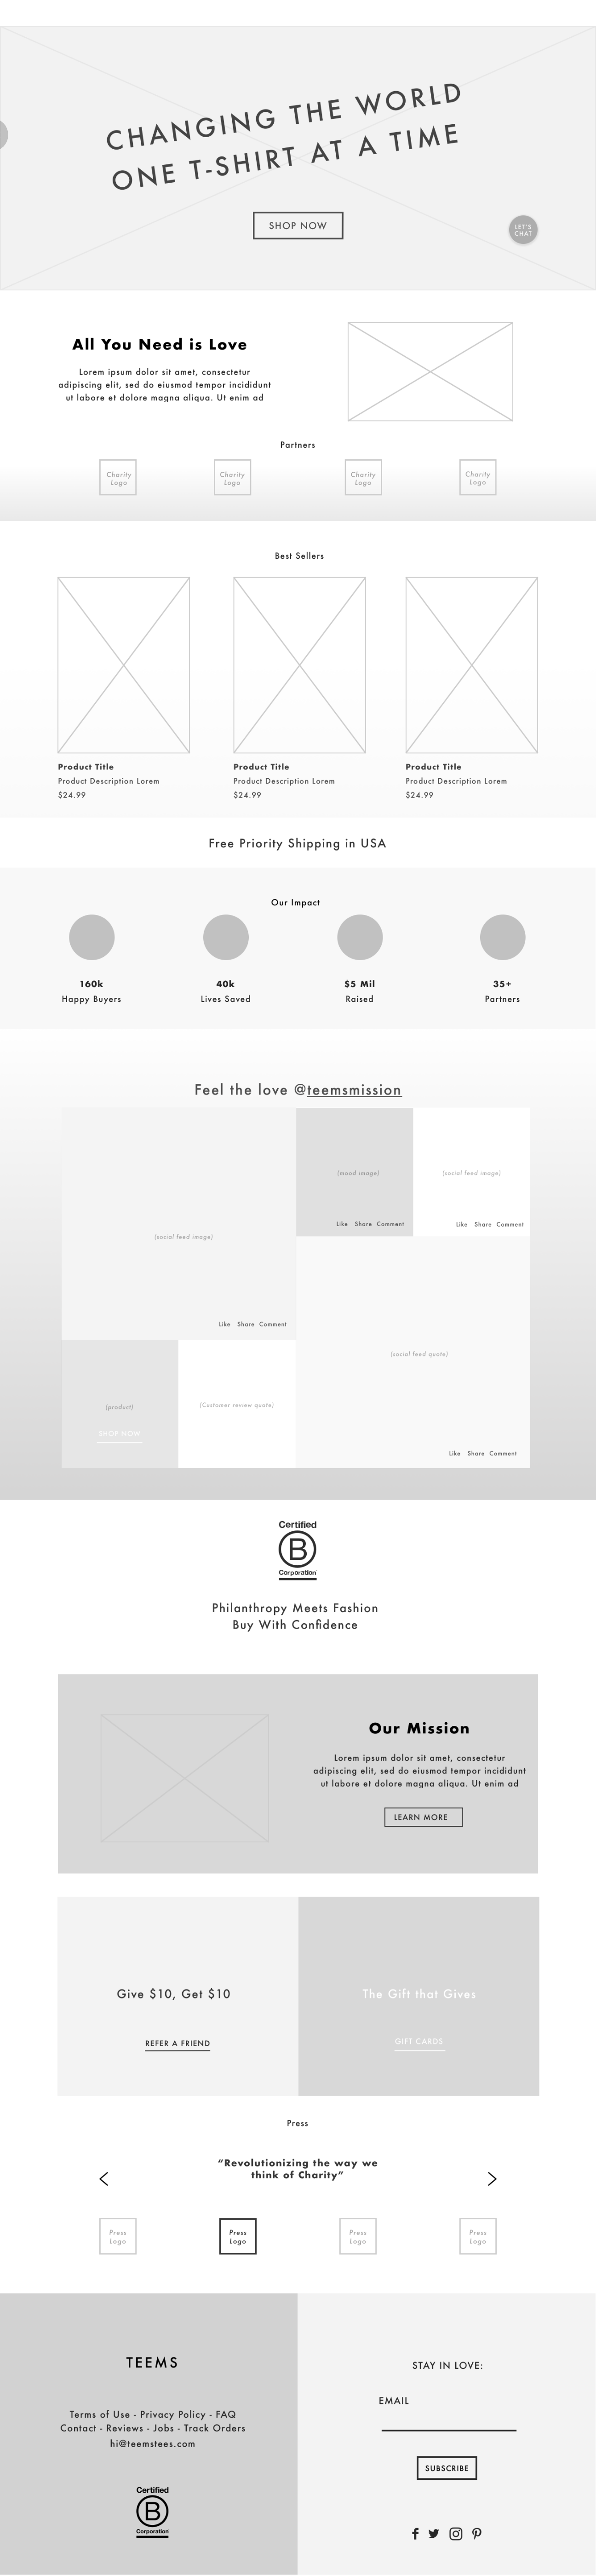 CHANGING THE WORLD
ONE T-SHIRT AT A TIME
SHOP NOW
LET'S
CHAT
All You Need is Love
Lorem ipsum dolor sit amet, consectetur
adipiscing elit, sed do eiusmod tempor incididunt
ut labore et dolore magna aliqua. Ut enim ad
Partners
Charity
Logo
Charity
Logo
Charity
Logo
Charity
Logo
Best Sellers
Product Title
Product Description Lorem
$24.99
Product Title
Product Description Lorem
$24.99
Product Title
Product Description Lorem
$24.99
Free Priority Shipping in USA
Our Impact
160k
Happy Buyers
40k
Lives Saved
$5 Mil
Raised
35+
Partners
Feel the love @teemsmission
(social feed image)
Like Share Comment
(mood image)
Like Share Comment
(social feed image)
Like Share Comment
(product)
SHOP NOW
(Customer review quote)
(social feed quote)
Like Share Comment
Certified
B
Corporation
Philanthropy Meets Fashion
Buy With Confidence
Our Mission
Lorem ipsum dolor sit amet, consectetur
adipiscing elit, sed do eiusmod tempor incididunt
ut labore et dolore magna aliqua. Ut enim ad
LEARN MORE
Give $10, Get $10
REFER A FRIEND
The Gift that Gives
GIFT CARDS
Press
“Revolutionizing the way we
think of Charity”
Press
Logo
Press
Logo
Press
Logo
Press
Logo
TEEMS
Terms of Use - Privacy Policy - FAQ
Contact - Reviews - Jobs - Track Orders
hi@teemstees.com
Certified
B
Corporation
STAY IN LOVE:
EMAIL
SUBSCRIBE